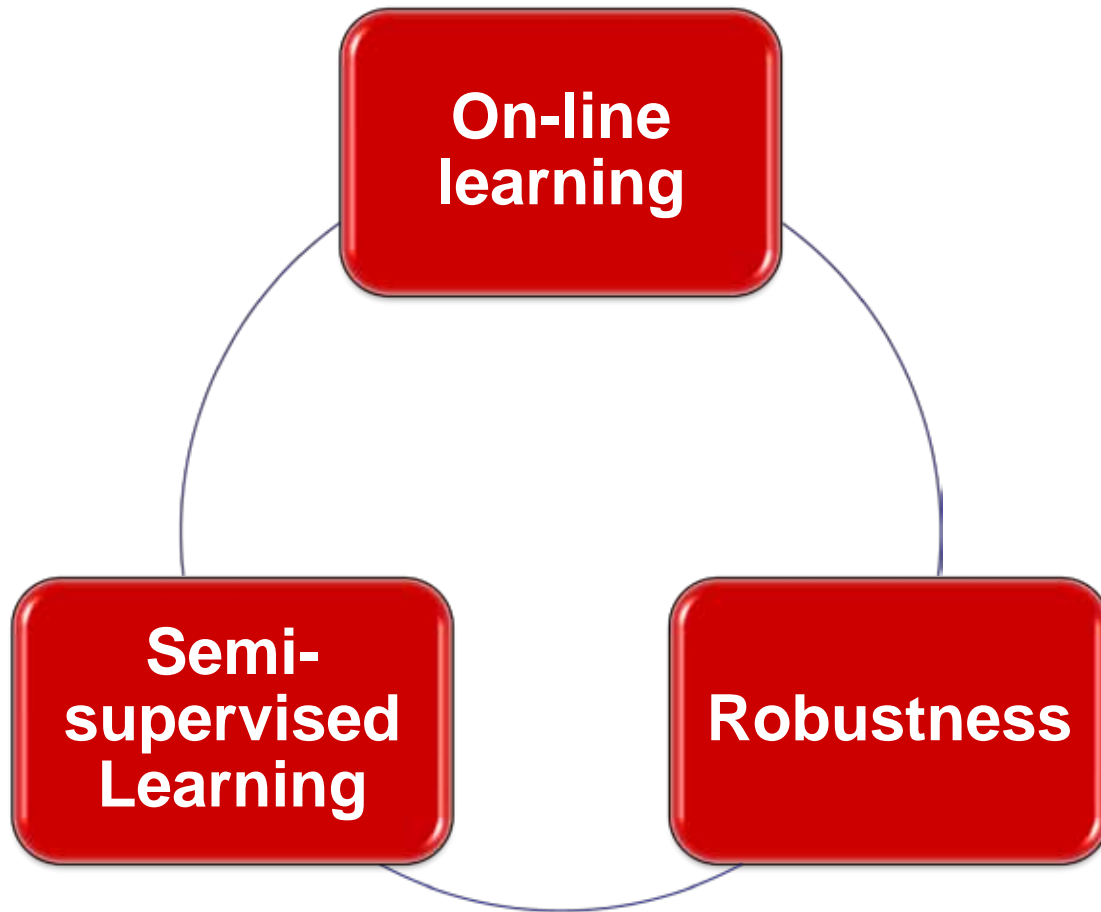 On-line
learning
Semi-
supervised
Learning
Robustness